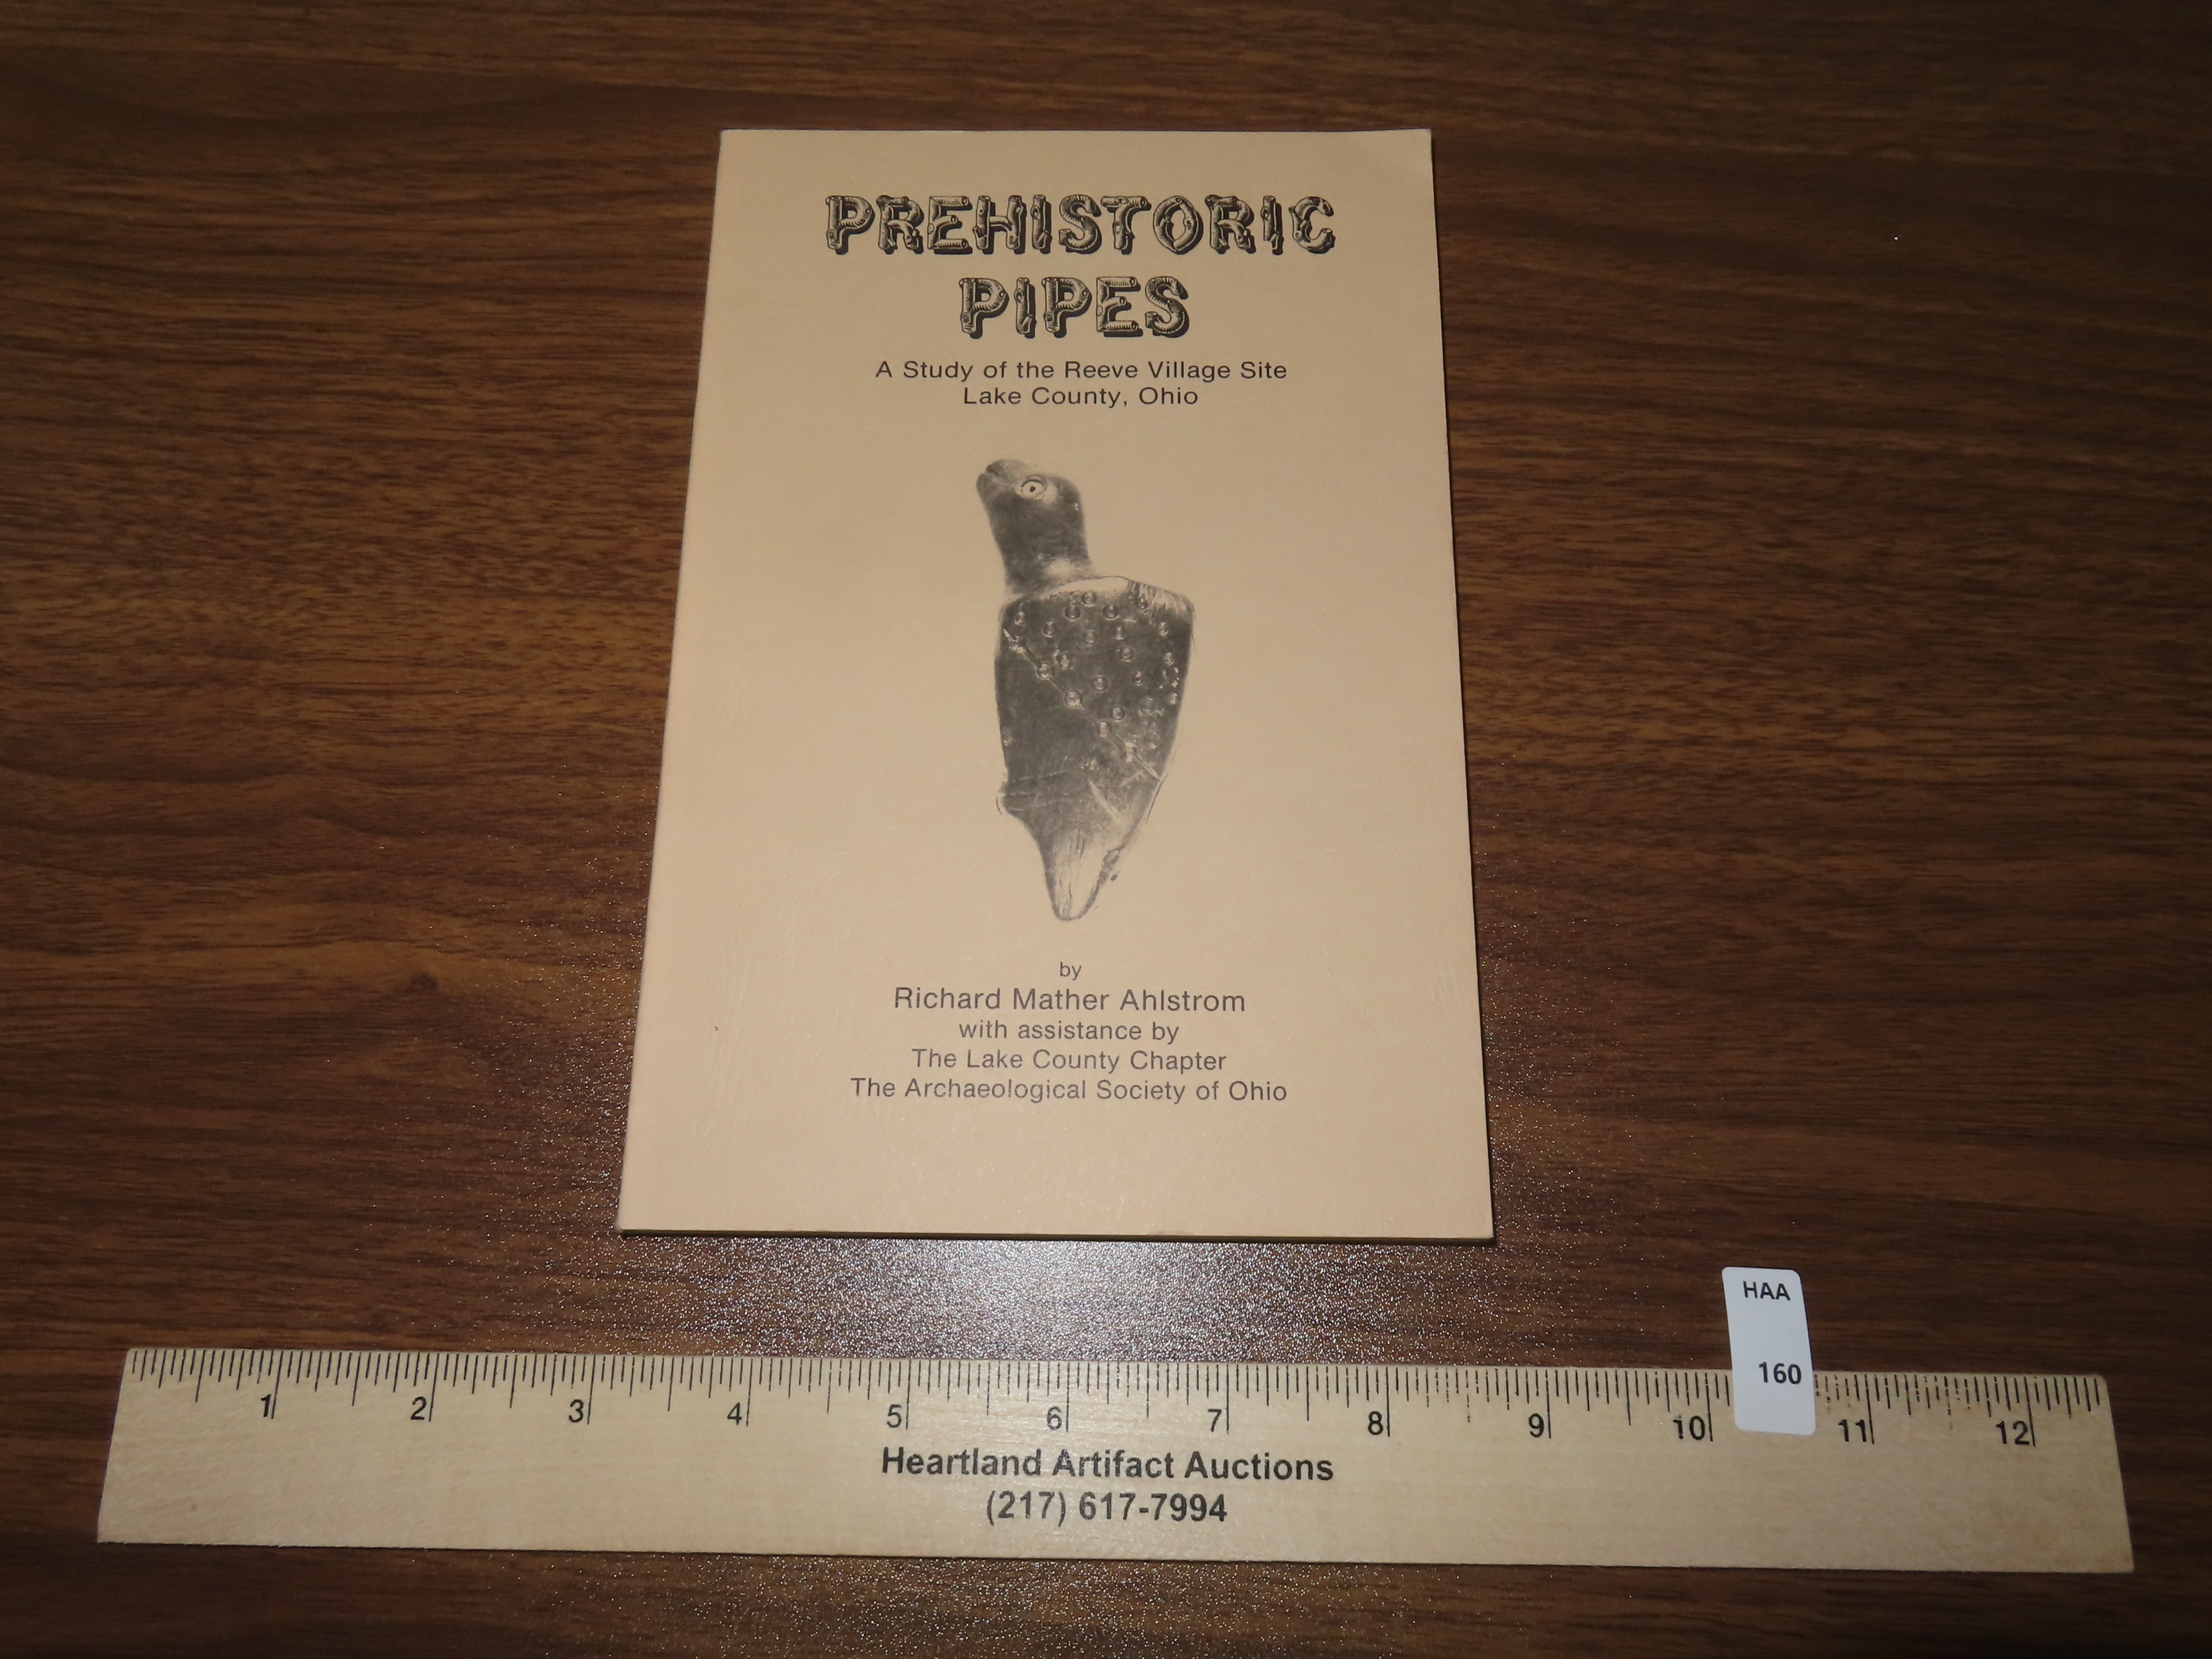 PREHISTORIC
PIPES
A Study of the Reeve Village Site
Lake County, Ohio
by
Richard Mather Ahlstrom
with assistance by
The Lake County Chapter
The Archaeological Society of Ohio
HAA
160
1 2 3 4 5 6 7 8 9 10 11 12
Heartland Artifact Auctions
(217) 617-7994